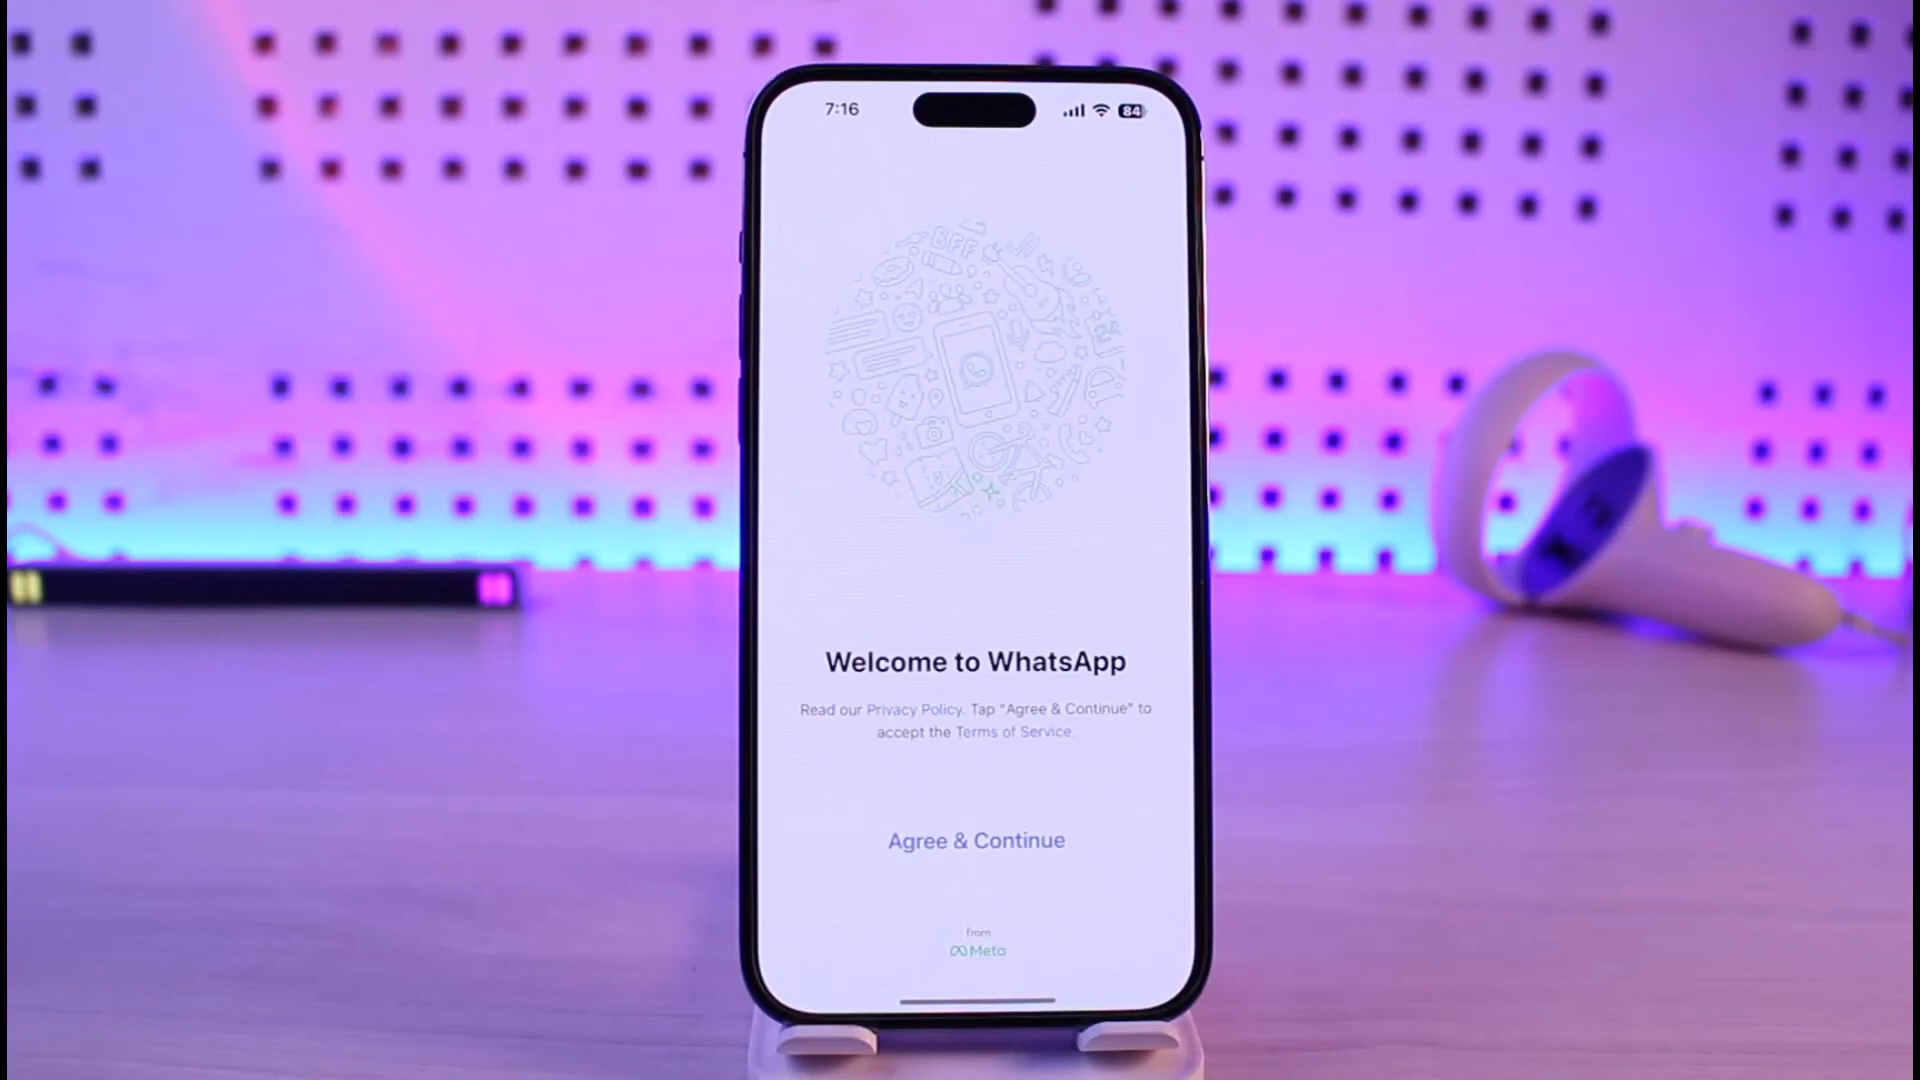 7:16
84
BFF
Welcome to WhatsApp
Read our Privacy Policy. Tap "Agree & Continue" to
accept the Terms of Service.
Agree & Continue
from
Meta